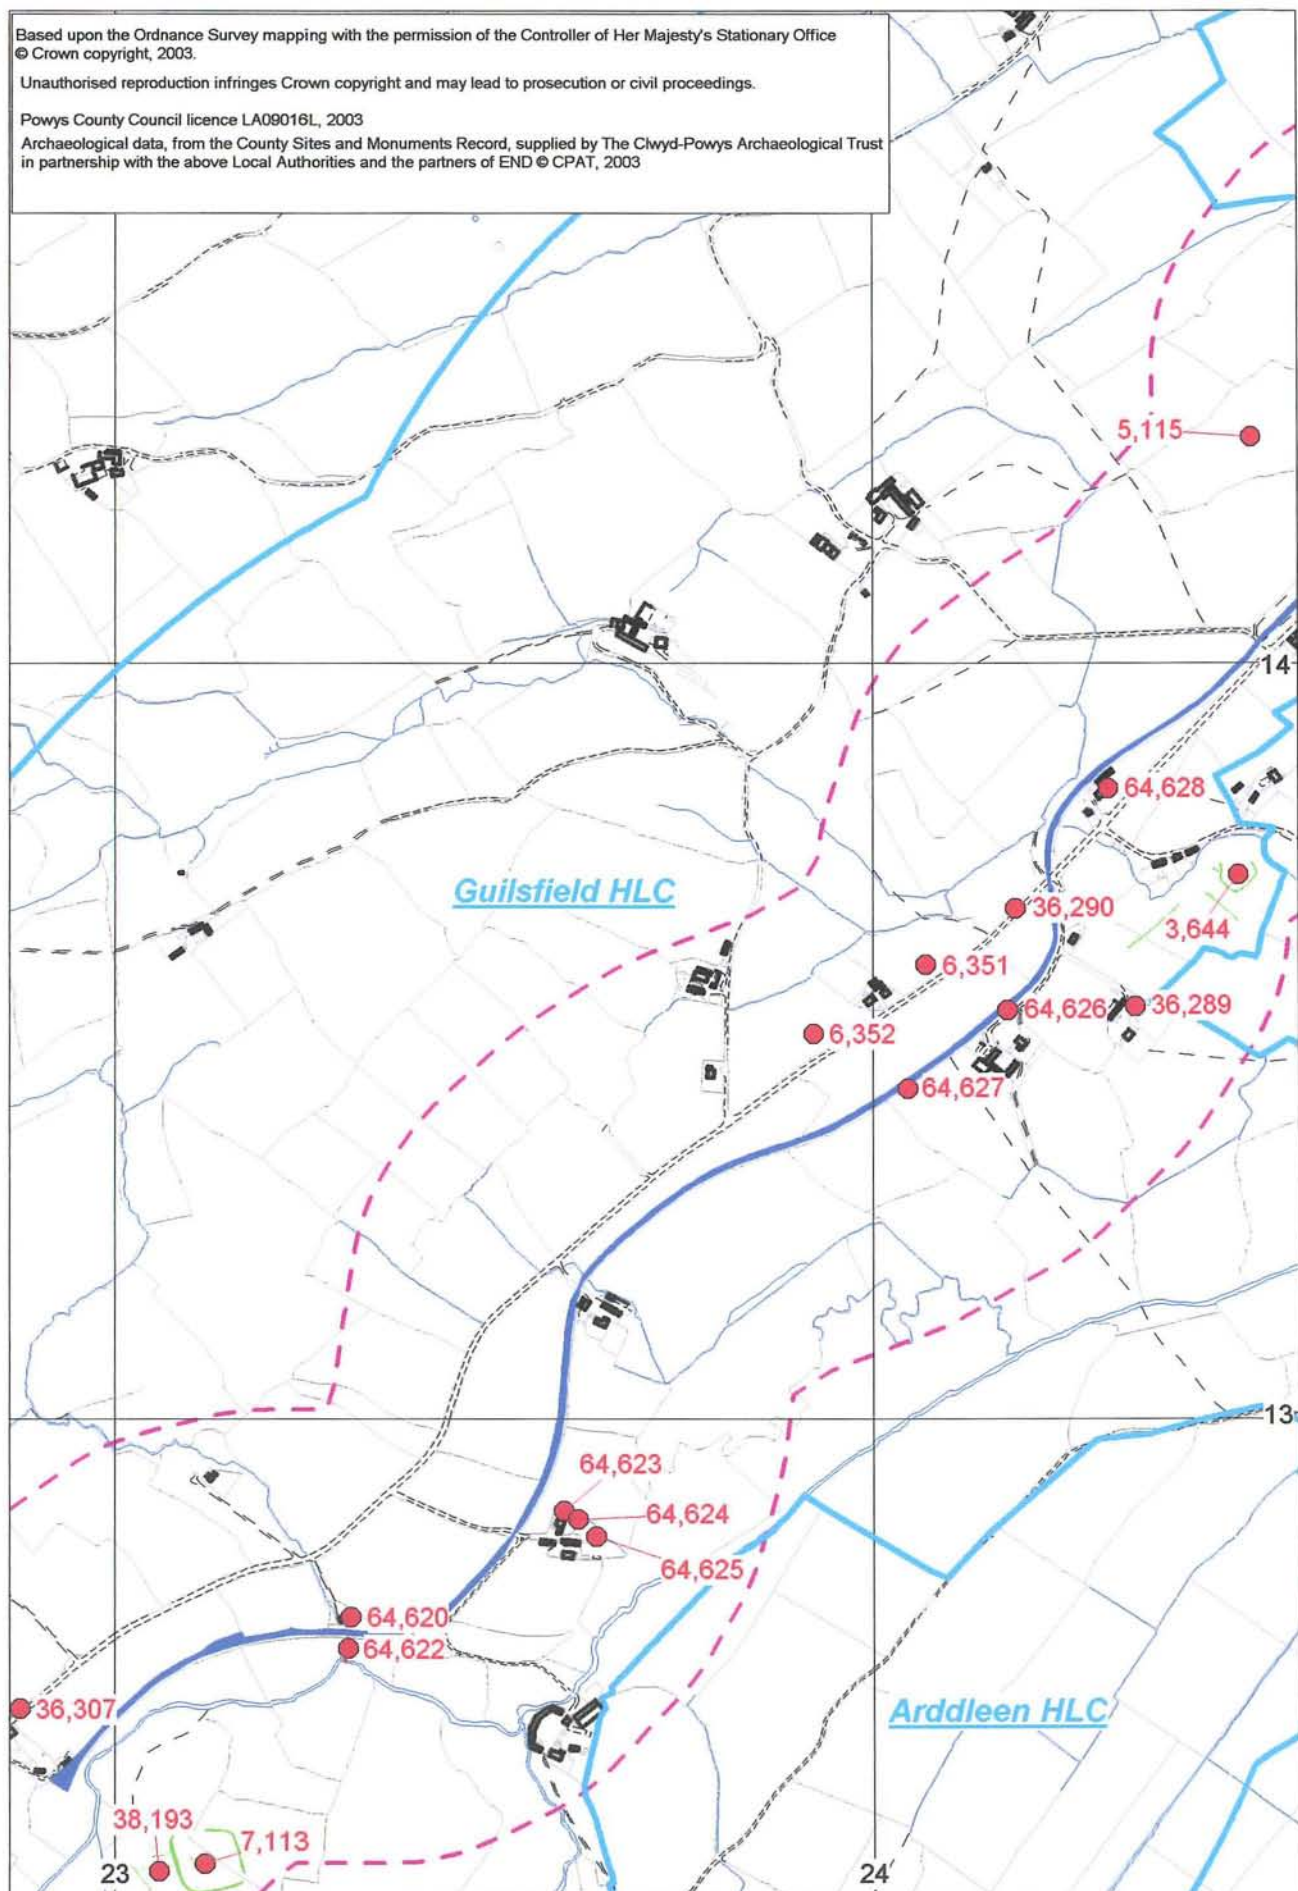 Based upon the Ordnance Survey mapping with the permission of the Controller of Her Majesty's Stationary Office
© Crown copyright, 2003.
Unauthorised reproduction infringes Crown copyright and may lead to prosecution or civil proceedings.
Powys County Council licence LA09016L, 2003
Archaeological data, from the County Sites and Monuments Record, supplied by The Clwyd-Powys Archaeological Trust
in partnership with the above Local Authorities and the partners of END © CPAT, 2003
5,115
14
64,628
Guilsfield HLC
36,290
3,644
6,351
64,626
36,289
6,352
64,627
13
64,623
64,624
64,625
64,620
64,622
36,307
Arddleen HLC
38,193
7,113
23
24